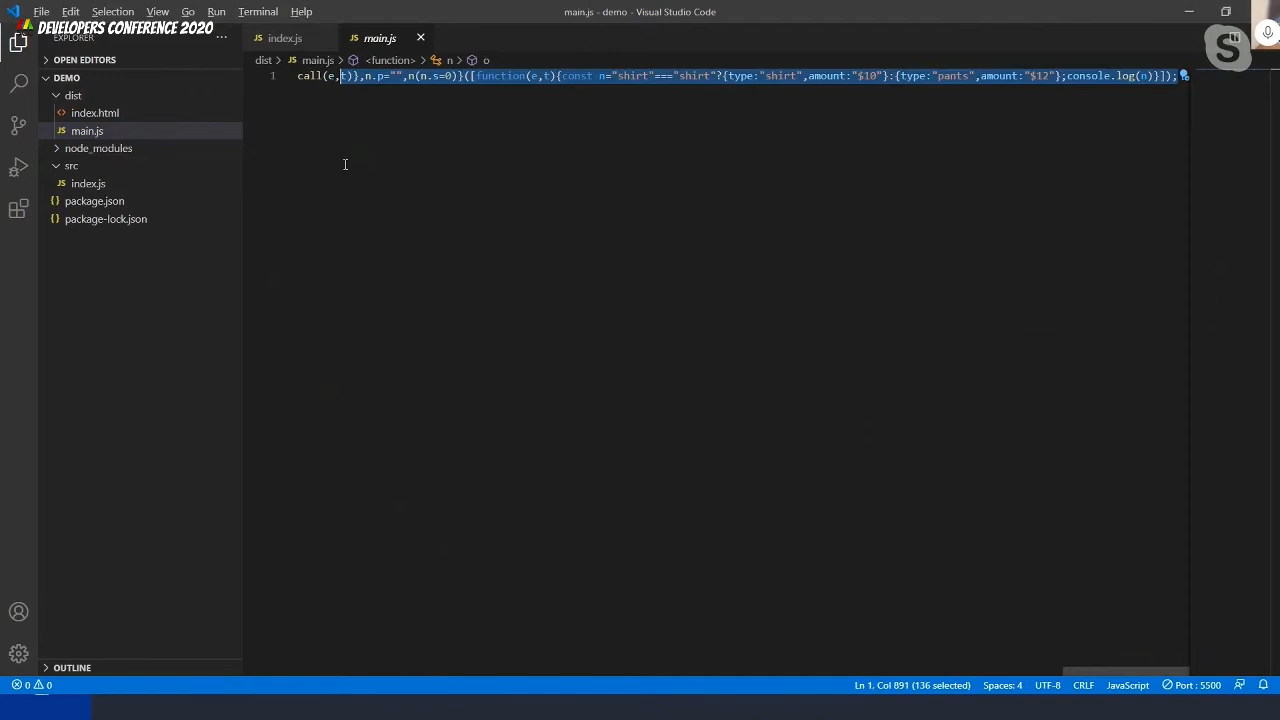 File Edit Selection View Go Run Terminal Help
main.js - demo - Visual Studio Code
DEVELOPERS CONFERENCE 2020
EXPLORER
index.js
main.js
OPEN EDITORS
dist > JS main.js > <function> > n > o
DEMO
1 call(e,t)},n.p="",n(n.s=0)}([function(e,t){const n="shirt"==="shirt"?{type:"shirt",amount:"$10"}:{type:"pants",amount:"$12"};console.log(n)}]);
dist
index.html
main.js
node_modules
src
index.js
package.json
package-lock.json
OUTLINE
0 0
Ln 1, Col 891 (136 selected) Spaces: 4 UTF-8 CRLF JavaScript Port : 5500